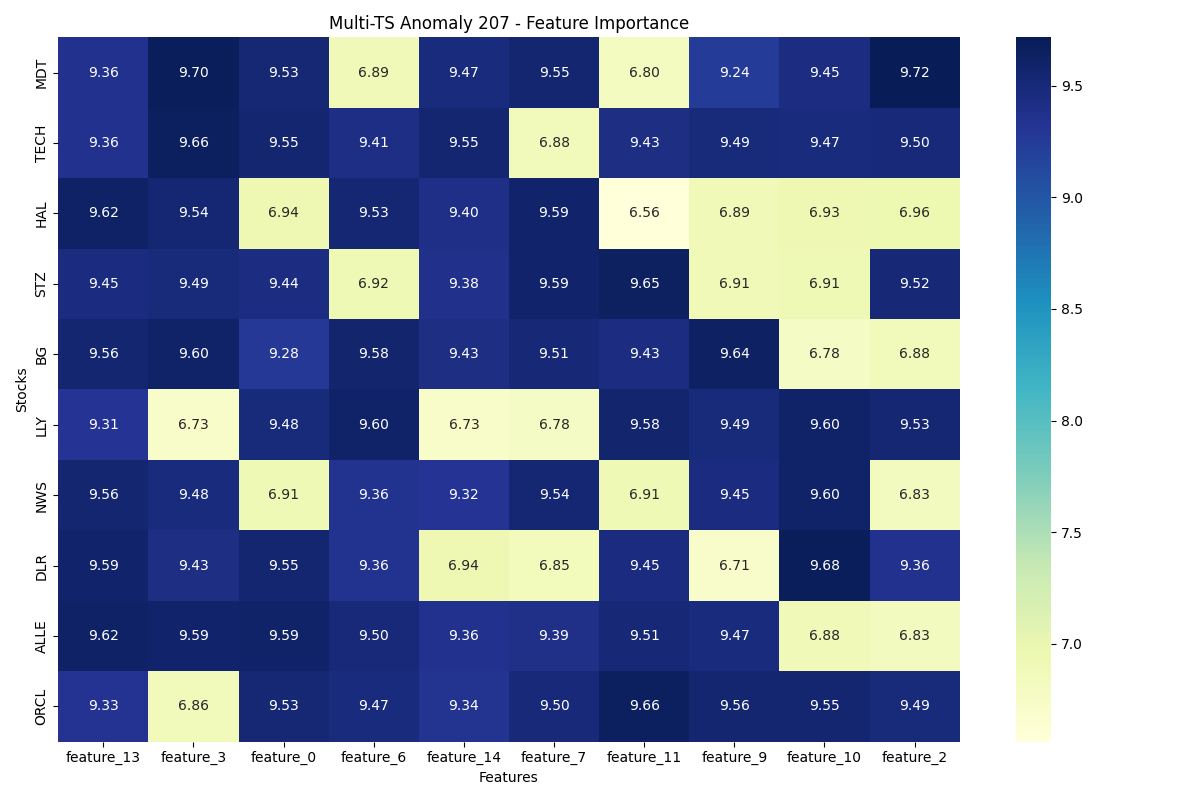 Multi-TS Anomaly 207 - Feature Importance
Stocks
MDT 9.36 9.70 9.53 6.89 9.47 9.55 6.80 9.24 9.45 9.72
TECH 9.36 9.66 9.55 9.41 9.55 6.88 9.43 9.49 9.47 9.50
HAL 9.62 9.54 6.94 9.53 9.40 9.59 6.56 6.89 6.93 6.96
STZ 9.45 9.49 9.44 6.92 9.38 9.59 9.65 6.91 6.91 9.52
BG 9.56 9.60 9.28 9.58 9.43 9.51 9.43 9.64 6.78 6.88
LLY 9.31 6.73 9.48 9.60 6.73 6.78 9.58 9.49 9.60 9.53
NWS 9.56 9.48 6.91 9.36 9.32 9.54 6.91 9.45 9.60 6.83
DLR 9.59 9.43 9.55 9.36 6.94 6.85 9.45 6.71 9.68 9.36
ALLE 9.62 9.59 9.59 9.50 9.36 9.39 9.51 9.47 6.88 6.83
ORCL 9.33 6.86 9.53 9.47 9.34 9.50 9.66 9.56 9.55 9.49
feature_13 feature_3 feature_0 feature_6 feature_14 feature_7 feature_11 feature_9 feature_10 feature_2
Features
9.5
9.0
8.5
8.0
7.5
7.0